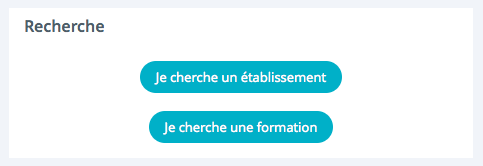 Recherche
Je cherche un établissement
Je cherche une formation